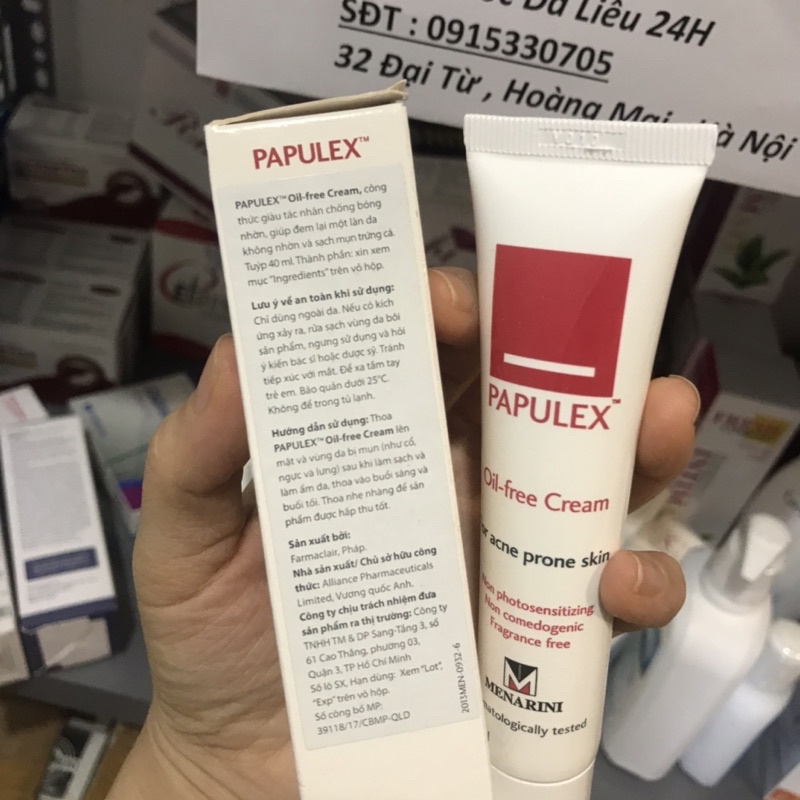 Da Liễu 24H
SĐT : 0915330705
32 Đại Từ , Hoàng Mai Hà Nội
PAPULEX™
PAPULEX™ Oil-free Cream, công
thức giàu tác nhân chống bóng
nhờn, giúp đem lại một làn da
không nhờn và sạch mụn trứng cá.
Tuýp 40 ml. Thành phần: xin xem
mục "Ingredients" trên vỏ hộp.
Lưu ý về an toàn khi sử dụng:
Chỉ dùng ngoài da. Nếu có kích
ứng xảy ra, rửa sạch vùng da bôi
sản phẩm, ngưng sử dụng và hỏi
ý kiến bác sĩ hoặc dược sỹ. Tránh
tiếp xúc với mắt. Để xa tầm tay
trẻ em. Bảo quản dưới 25°C.
Không để trong tủ lạnh.
Hướng dẫn sử dụng: Thoa
PAPULEX™ Oil-free Cream lên
mặt và vùng da bị mụn (như cổ,
ngực và lưng) sau khi làm sạch và
làm ẩm da, thoa vào buổi sáng và
buổi tối. Thoa nhẹ nhàng để sản
phẩm được hấp thu tốt.
Sản xuất bởi:
Farmaclair, Pháp.
Nhà sản xuất/ Chủ sở hữu công
thức: Alliance Pharmaceuticals
Limited, Vương quốc Anh.
Công ty chịu trách nhiệm đưa
sản phẩm ra thị trường: Công ty
TNHH TM & DP Sang-Tăng 3, số
61 Cao Thắng, phường 03,
Quận 3, TP Hồ Chí Minh
Số lô SX, Hạn dùng: Xem "Lot",
"Exp" trên vỏ hộp.
Số công bố MP:
39118/17/CBMP-QLD
2015MEN-0932-6
PAPULEX™
Oil-free Cream
or acne prone skin
Non photosensitizing
Non comedogenic
Fragrance free
MENARINI
matologically tested